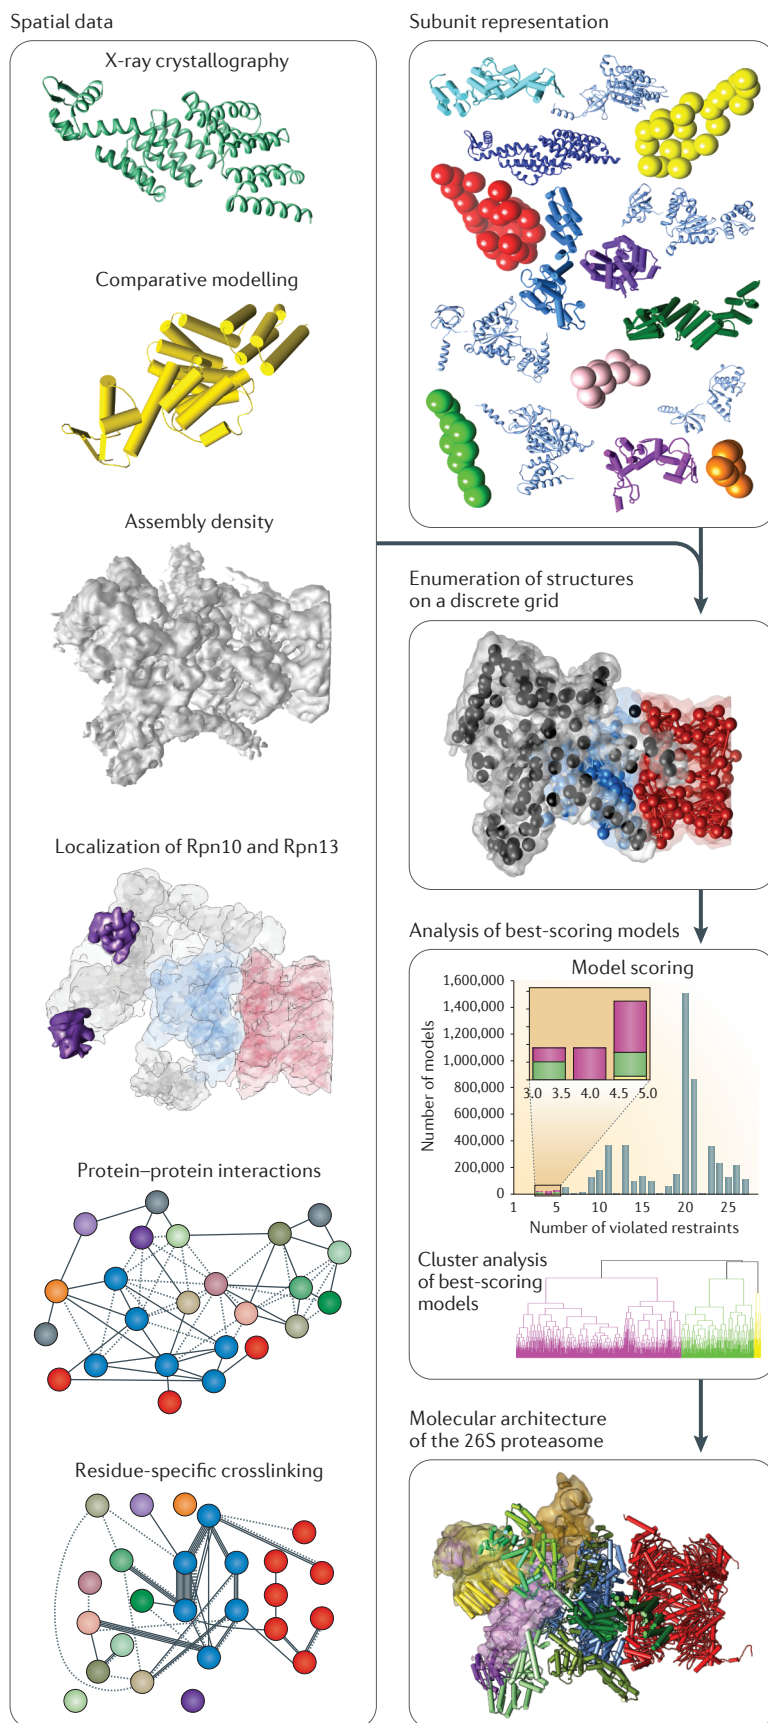 Spatial data
X-ray crystallography
Comparative modelling
Assembly density
Localization of Rpn10 and Rpn13
Protein–protein interactions
Residue-specific crosslinking
Subunit representation
Enumeration of structures
on a discrete grid
Analysis of best-scoring models
Model scoring
Number of models
1,600,000
1,400,000
1,200,000
1,000,000
800,000
600,000
400,000
200,000
0
3.0 3.5 4.0 4.5 5.0
1 5 10 15 20 25
Number of violated restraints
Cluster analysis
of best-scoring
models
Molecular architecture
of the 26S proteasome